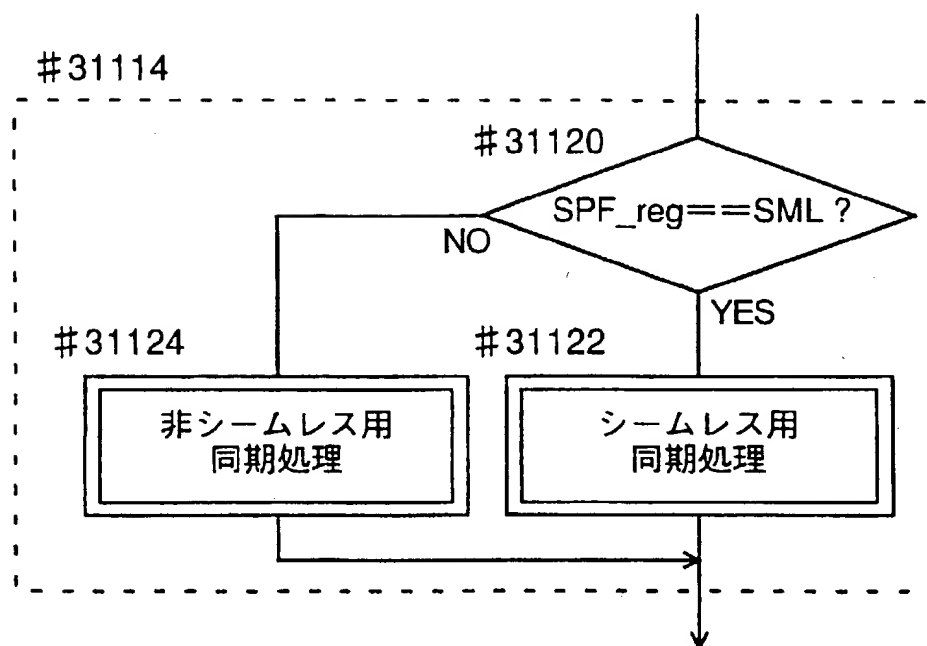 #31114
#31120
SPF_reg==SML?
NO
YES
#31124
#31122
非シームレス用
同期処理
シームレス用
同期処理